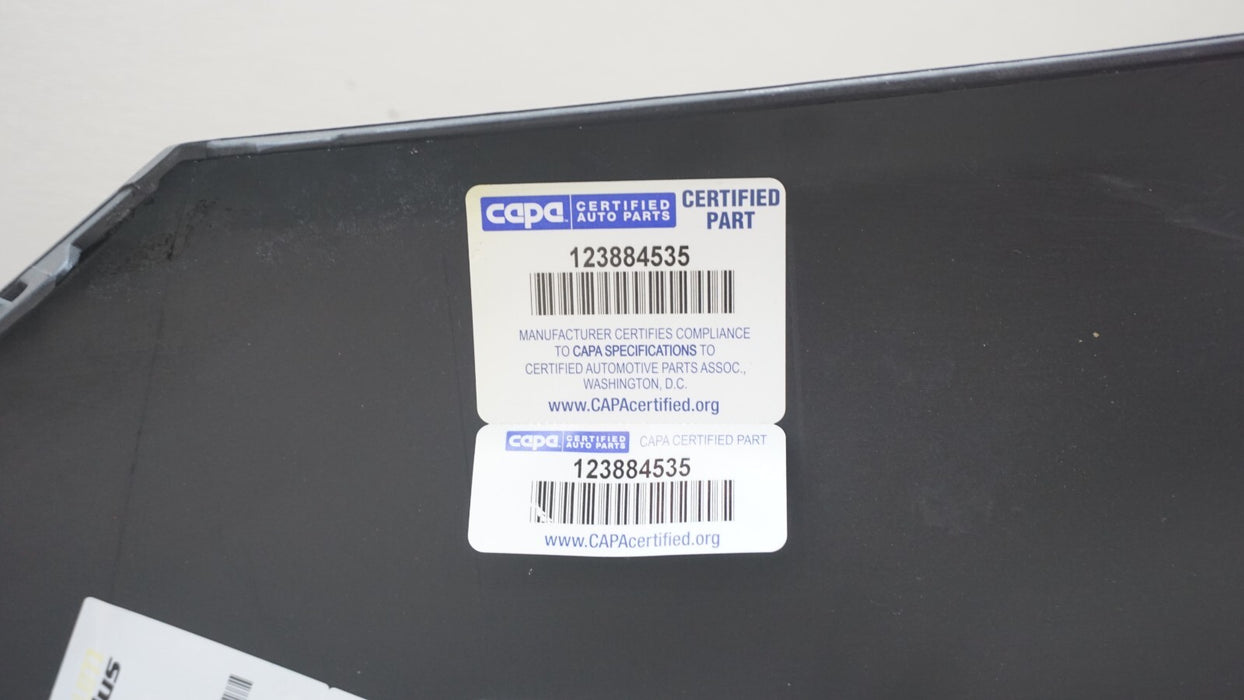 capa CERTIFIED AUTO PARTS
CERTIFIED PART
123884535
MANUFACTURER CERTIFIES COMPLIANCE
TO CAPA SPECIFICATIONS TO
CERTIFIED AUTOMOTIVE PARTS ASSOC.,
WASHINGTON, D.C.
www.CAPAcertified.org
capa CERTIFIED AUTO PARTS CAPA CERTIFIED PART
123884535
www.CAPAcertified.org